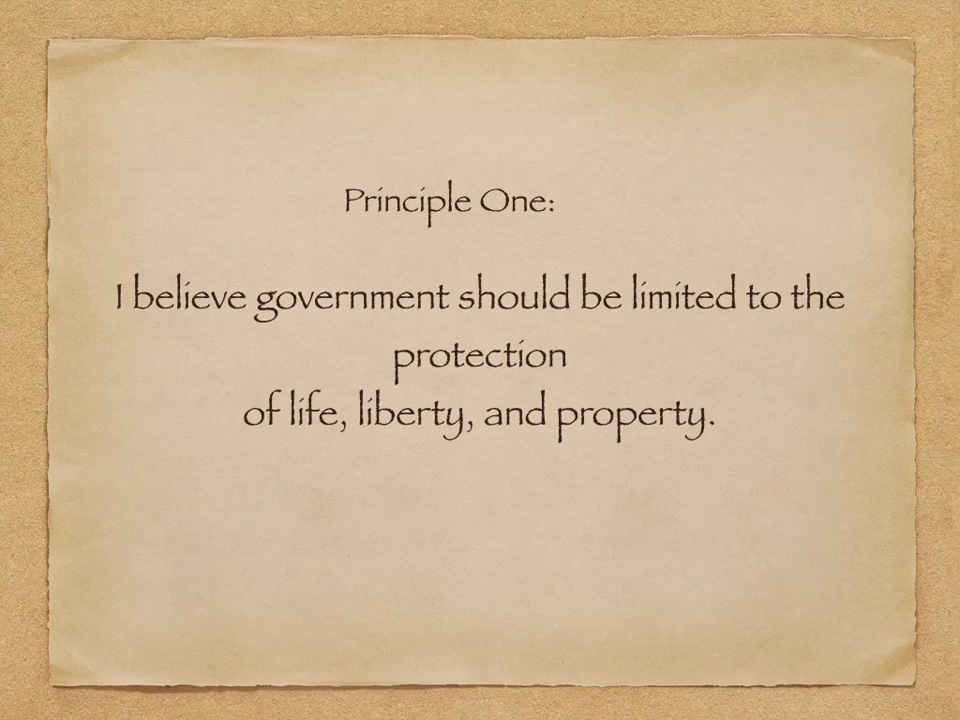 Principle One:
I believe government should be limited to the
protection
of life, liberty, and property.